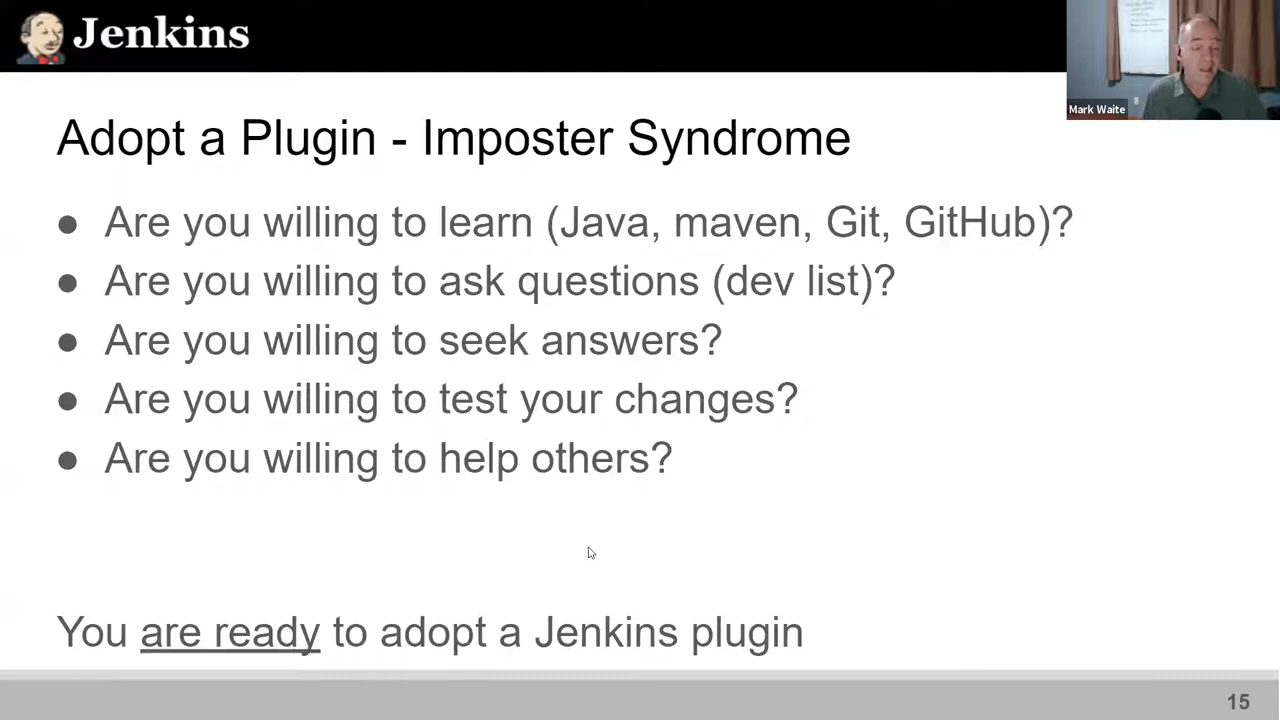 Jenkins
Mark Waite
Adopt a Plugin - Imposter Syndrome
● Are you willing to learn (Java, maven, Git, GitHub)?
● Are you willing to ask questions (dev list)?
● Are you willing to seek answers?
● Are you willing to test your changes?
● Are you willing to help others?
You are ready to adopt a Jenkins plugin
15